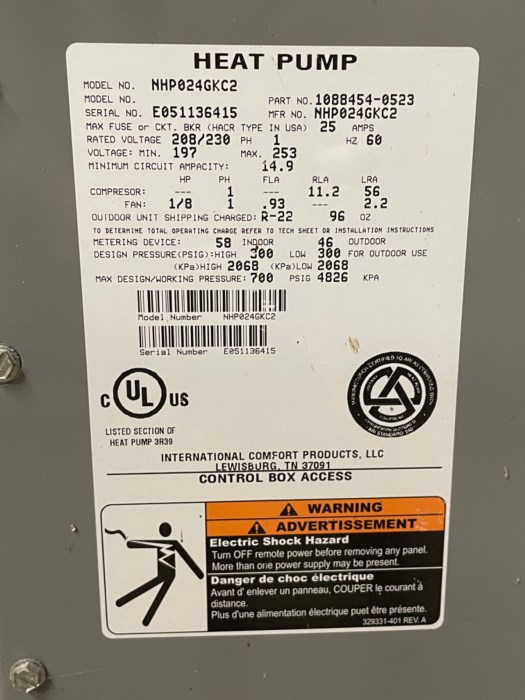 HEAT PUMP
MODEL NO. NHP024GKC2
MODEL NO. PART NO. 1088454-0523
SERIAL NO. E051136415 MFR NO. NHP024GKC2
MAX FUSE or CKT. BKR (HACR TYPE IN USA) 25 AMPS
RATED VOLTAGE 208/230 PH 1 HZ 60
VOLTAGE: MIN. 197 MAX. 253
MINIMUM CIRCUIT AMPACITY: 14.9
HP PH FLA RLA LRA
COMPRESOR: --- 1 --- 11.2 56
FAN: 1/8 1 .93 --- 2.2
OUTDOOR UNIT SHIPPING CHARGED: R-22 96 OZ
TO DETERMINE TOTAL OPERATING CHARGE REFER TO TECH SHEET OR INSTALLATION INSTRUCTIONS
METERING DEVICE: 58 INDOOR 46 OUTDOOR
DESIGN PRESSURE(PSIG):HIGH 300 LOW 300 FOR OUTDOOR USE
(KPa)HIGH 2068 (KPa)LOW 2068
MAX DESIGN/WORKING PRESSURE: 700 PSIG 4826 KPA
Model Number NHP024GKC2
Serial Number E051136415
C UL US
LISTED SECTION OF
HEAT PUMP 3R39
INTERNATIONAL COMFORT PRODUCTS, LLC
LEWISBURG, TN 37091
CONTROL BOX ACCESS
WARNING
ADVERTISSEMENT
Electric Shock Hazard
Turn OFF remote power before removing any panel.
More than one power supply may be present.
Danger de choc électrique
Avant d' enlever un panneau, COUPER le courant à
distance.
Plus d'une alimentation électrique puet être présente.
329331-401 REV. A